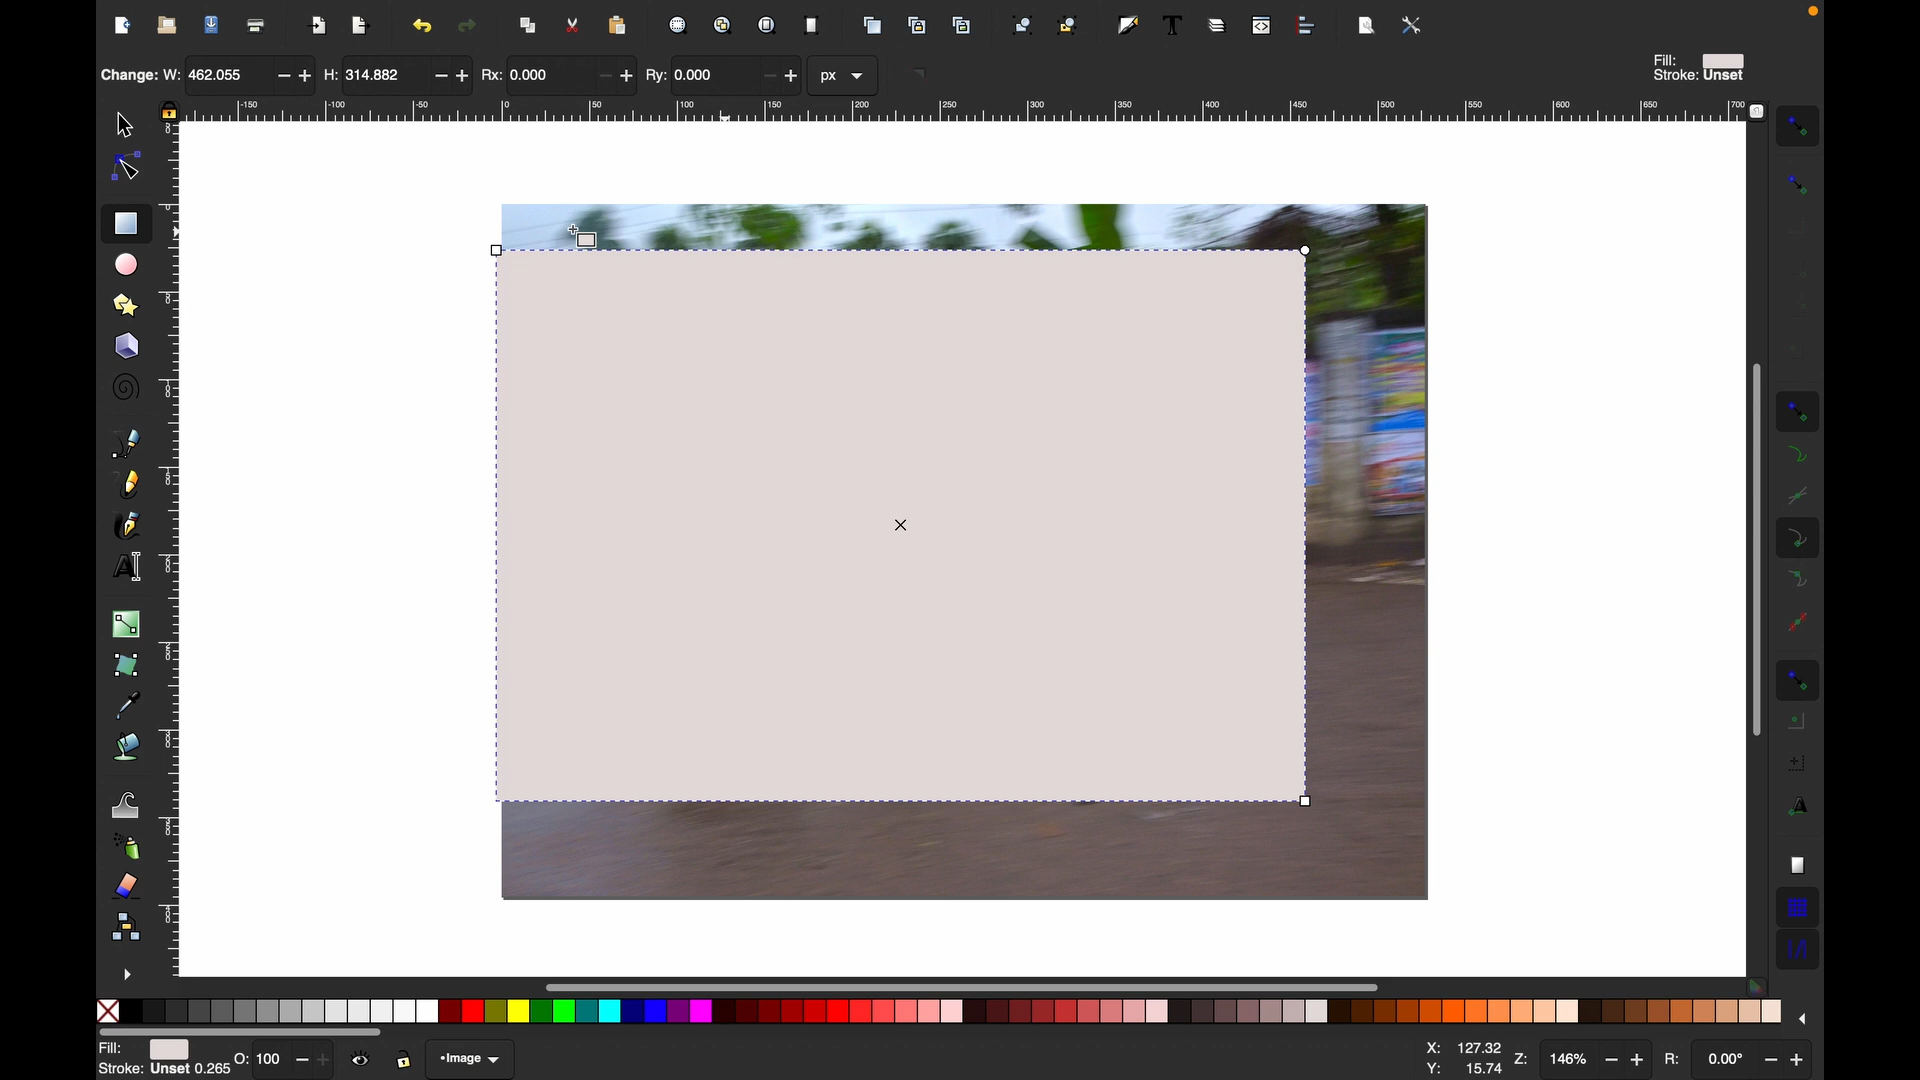 Change: W: 462.055 H: 314.882 Rx: 0.000 Ry: 0.000 px
Fill:
Stroke: Unset
-150 -100 -50 0 50 100 150 200 250 300 350 400 450 500 550 600 650 700
Fill:
Stroke: Unset 0.265 O: 100 •Image
X: 127.32
Y: 15.74
Z: 146% R: 0.00°